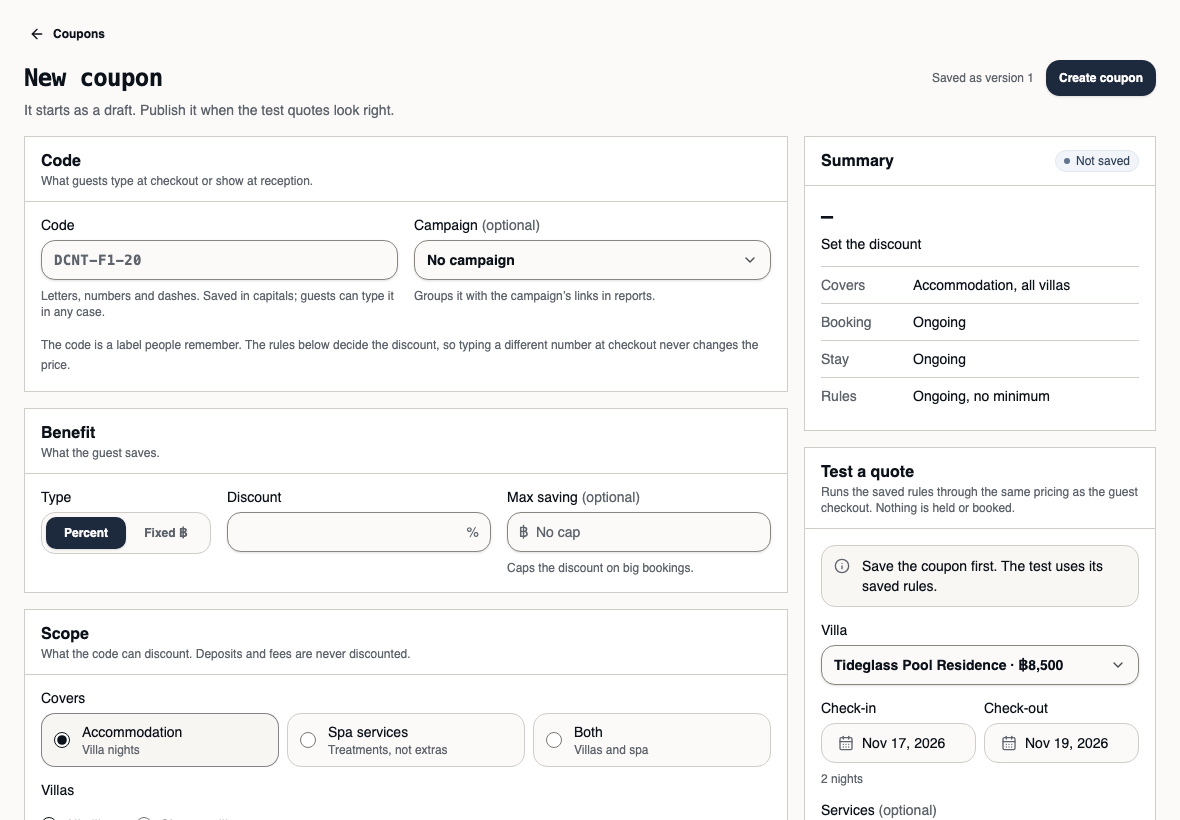 Coupons
New coupon
Saved as version 1
Create coupon
It starts as a draft. Publish it when the test quotes look right.
Code
What guests type at checkout or show at reception.
Code
DCNT-F1-20
Letters, numbers and dashes. Saved in capitals; guests can type it
in any case.
Campaign (optional)
No campaign
Groups it with the campaign's links in reports.
The code is a label people remember. The rules below decide the discount, so typing a different number at checkout never changes the
price.
Benefit
What the guest saves.
Type
Percent
Fixed ฿
Discount
%
Max saving (optional)
฿ No cap
Caps the discount on big bookings.
Scope
What the code can discount. Deposits and fees are never discounted.
Covers
Accommodation
Villa nights
Spa services
Treatments, not extras
Both
Villas and spa
Villas
Summary
Not saved
–
Set the discount
Covers Accommodation, all villas
Booking Ongoing
Stay Ongoing
Rules Ongoing, no minimum
Test a quote
Runs the saved rules through the same pricing as the guest
checkout. Nothing is held or booked.
Save the coupon first. The test uses its
saved rules.
Villa
Tideglass Pool Residence · ฿8,500
Check-in
Nov 17, 2026
Check-out
Nov 19, 2026
2 nights
Services (optional)